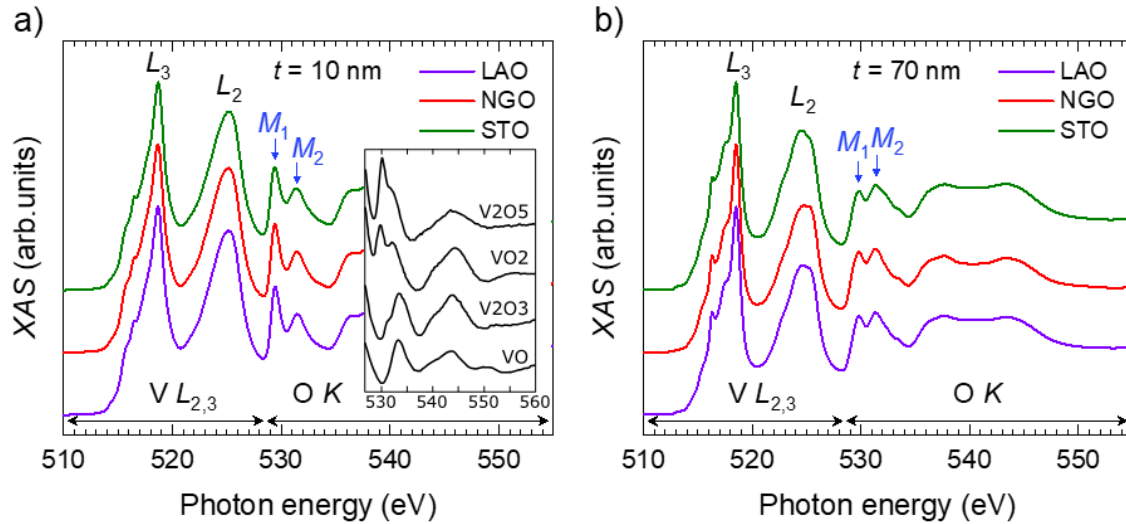 a)
t = 10 nm
L3
L2
M1
M2
LAO
NGO
STO
XAS (arb.units)
V2O5
VO2
V2O3
VO
530 540 550 560
V L2,3
O K
510 520 530 540 550
Photon energy (eV)
b)
t = 70 nm
L3
L2
M1
M2
LAO
NGO
STO
XAS (arb.units)
V L2,3
O K
510 520 530 540 550
Photon energy (eV)